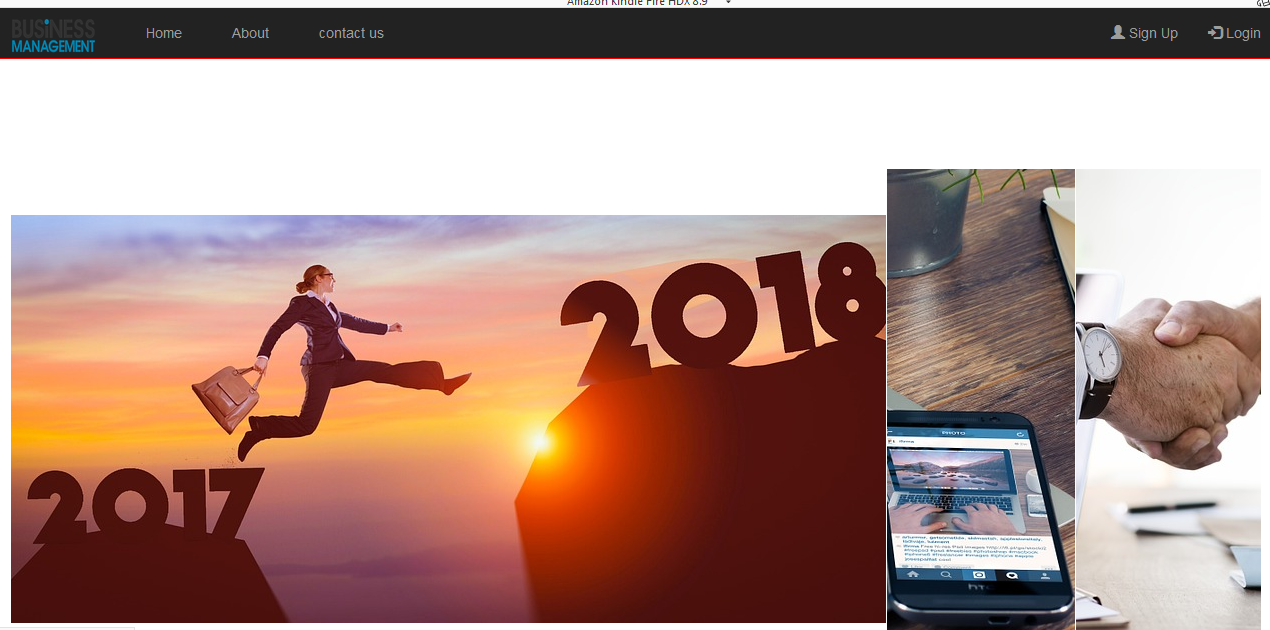 Amazon Kindle Fire HDX 8.9
BUSINESS
MANAGEMENT
Home
About
contact us
Sign Up
Login
2018
2017
PHOTO
hTC